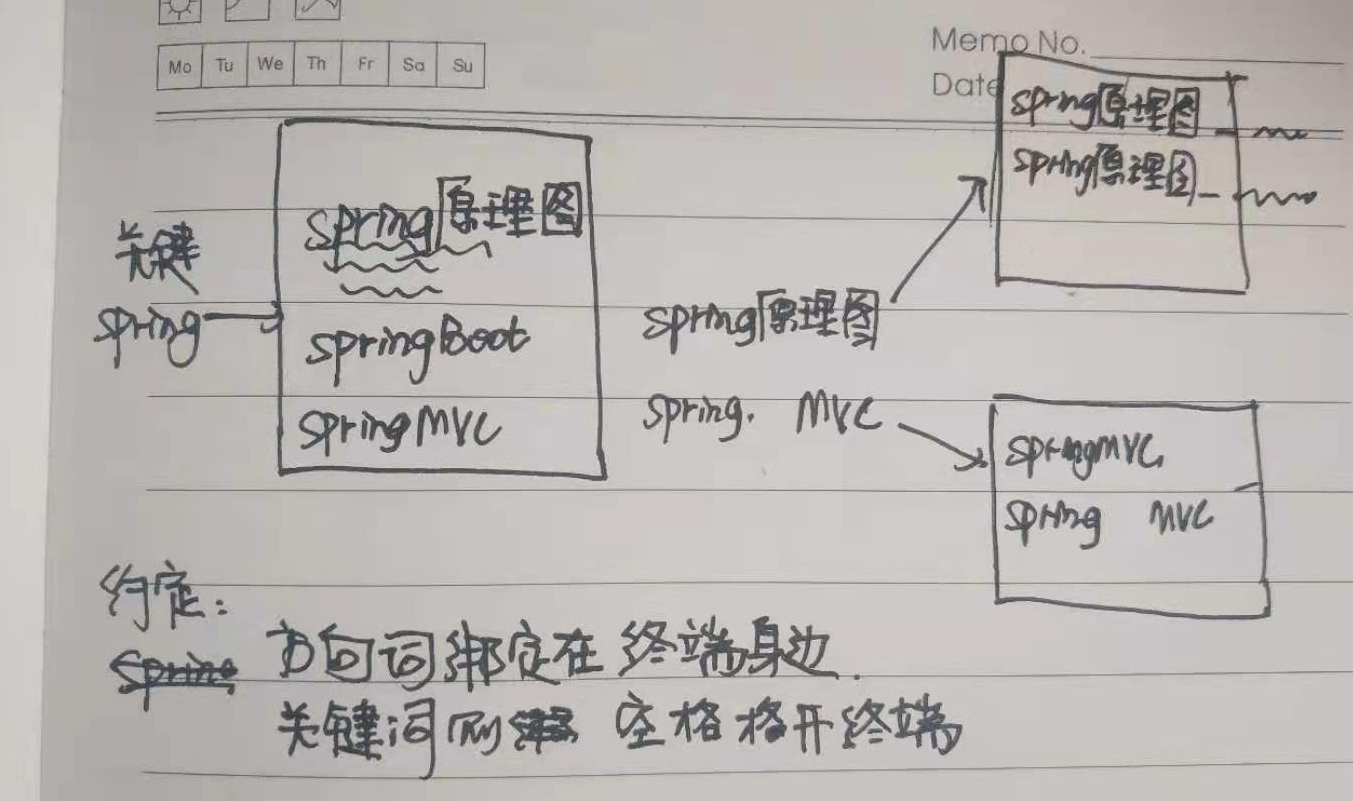 Mo Tu We Th Fr Sa Su
Memo No.
Date
关键
spring
spring原理图
springBoot
springMVC
spring原理图
spring. MVC
spring原理图
spring原理图
springMVC
spring MVC
约定:
spring
方向词绑定在终端身边.
关键词则 空格格开终端